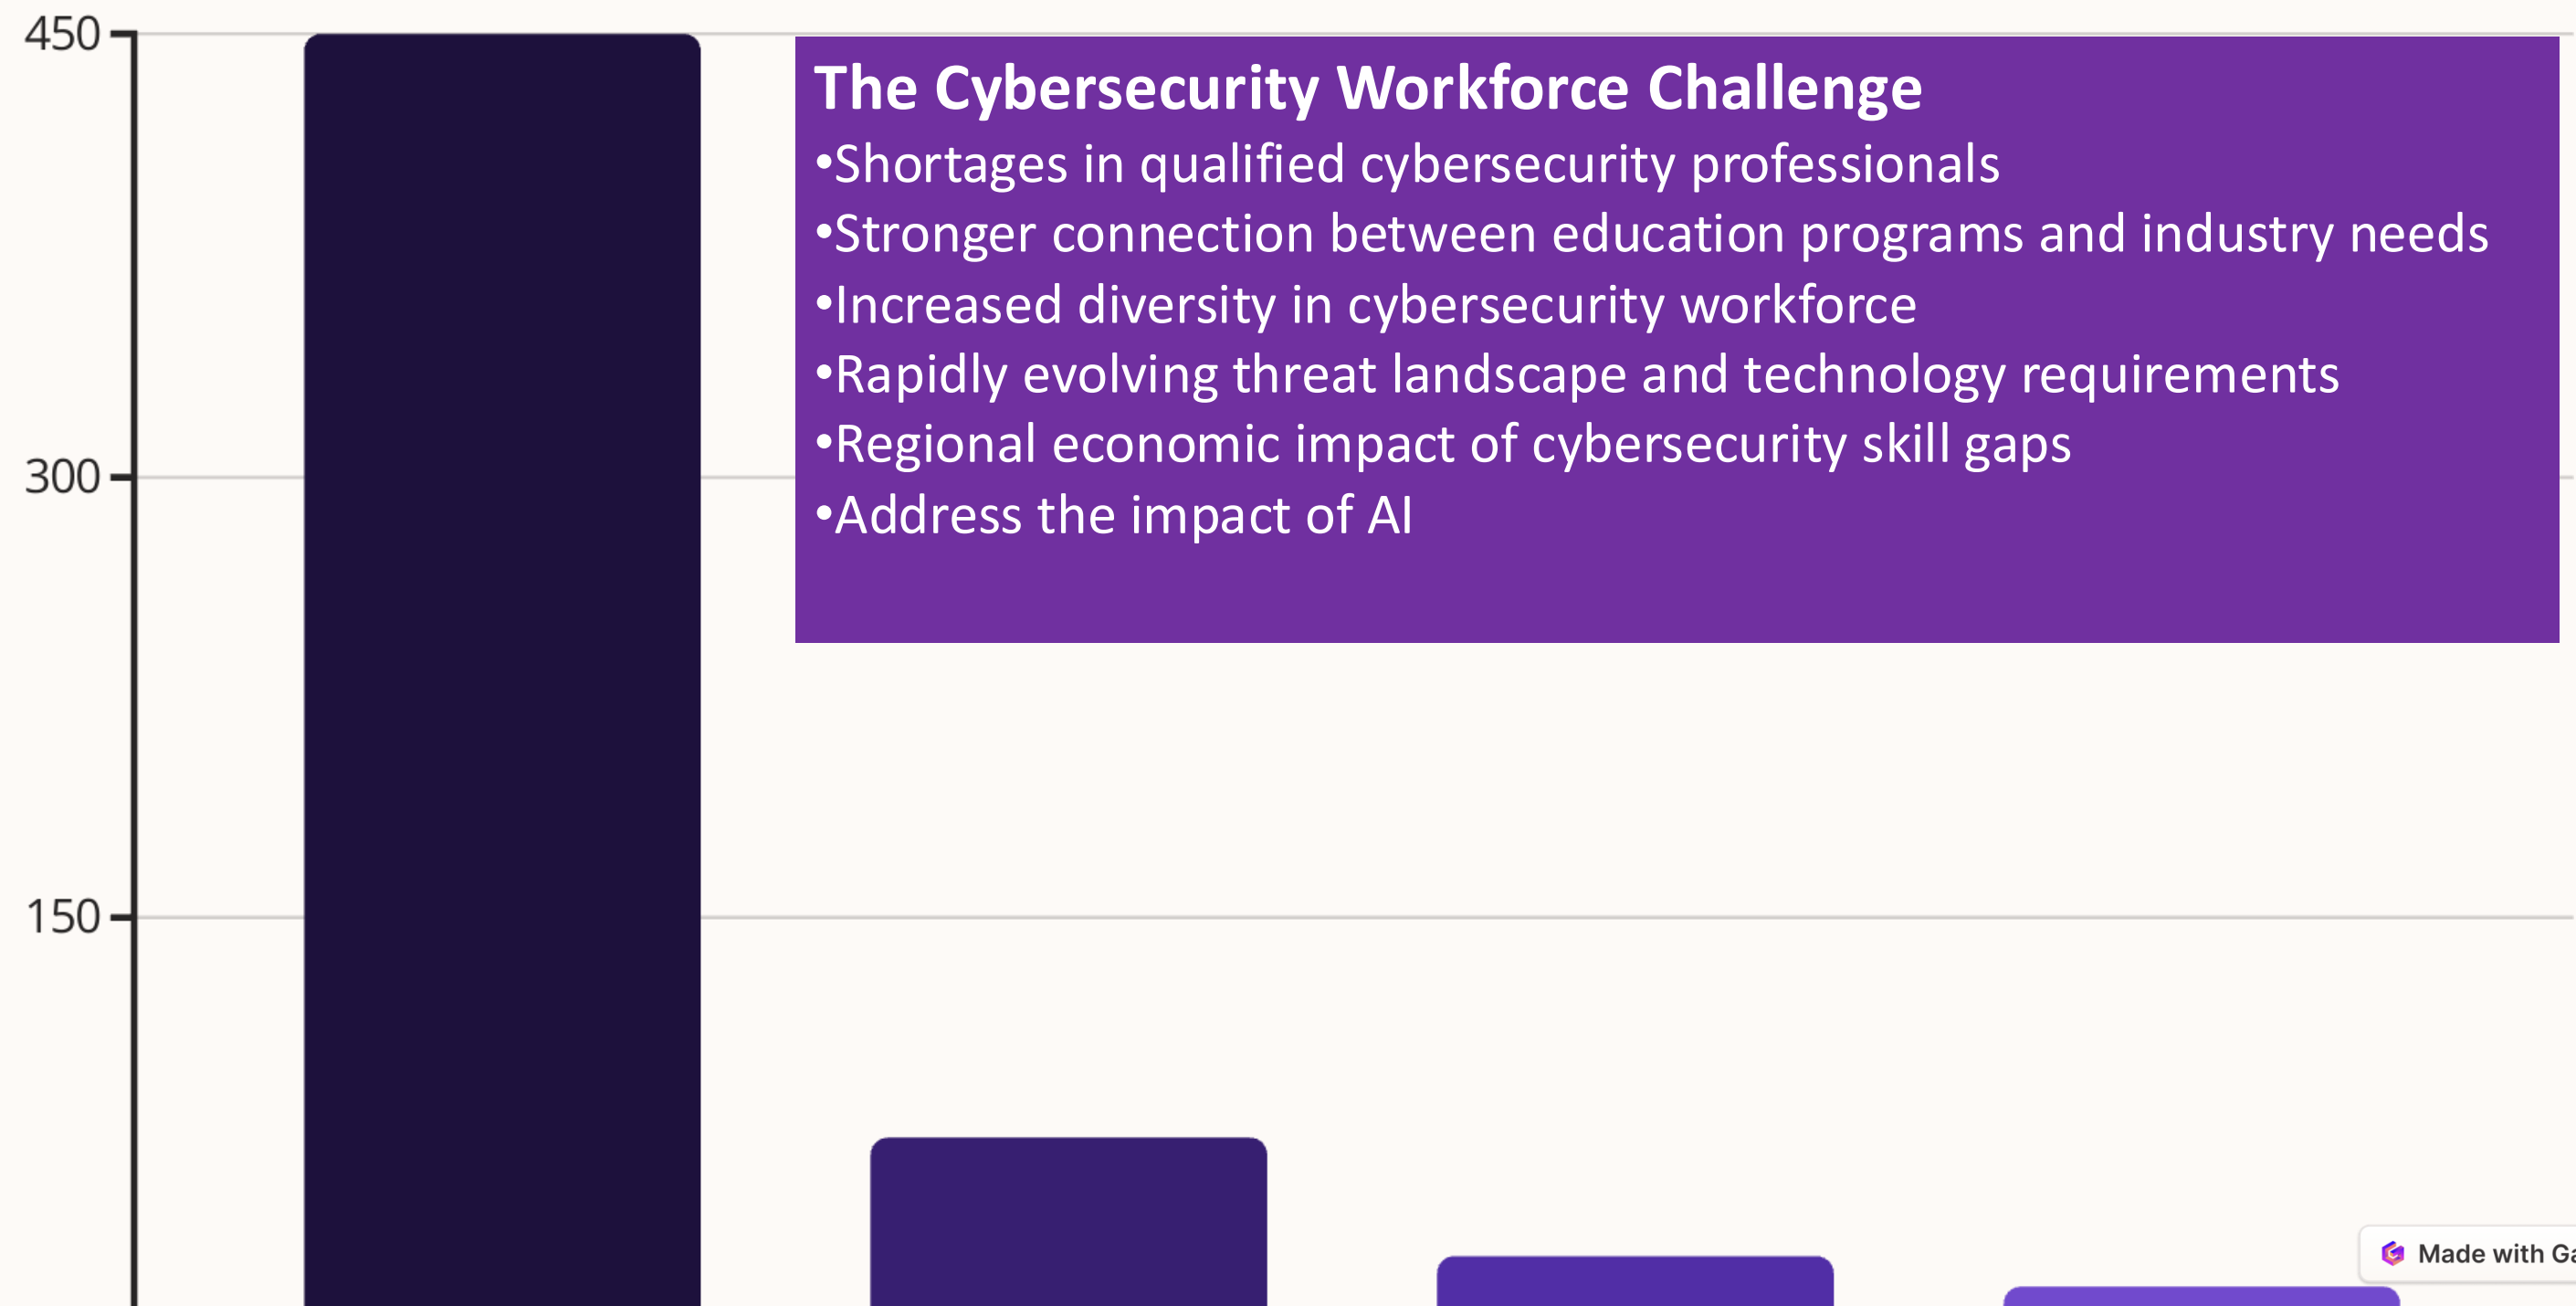 450
The Cybersecurity Workforce Challenge
•Shortages in qualified cybersecurity professionals
•Stronger connection between education programs and industry needs
•Increased diversity in cybersecurity workforce
•Rapidly evolving threat landscape and technology requirements
•Regional economic impact of cybersecurity skill gaps
300
•Address the impact of AI
150
Made with Ga